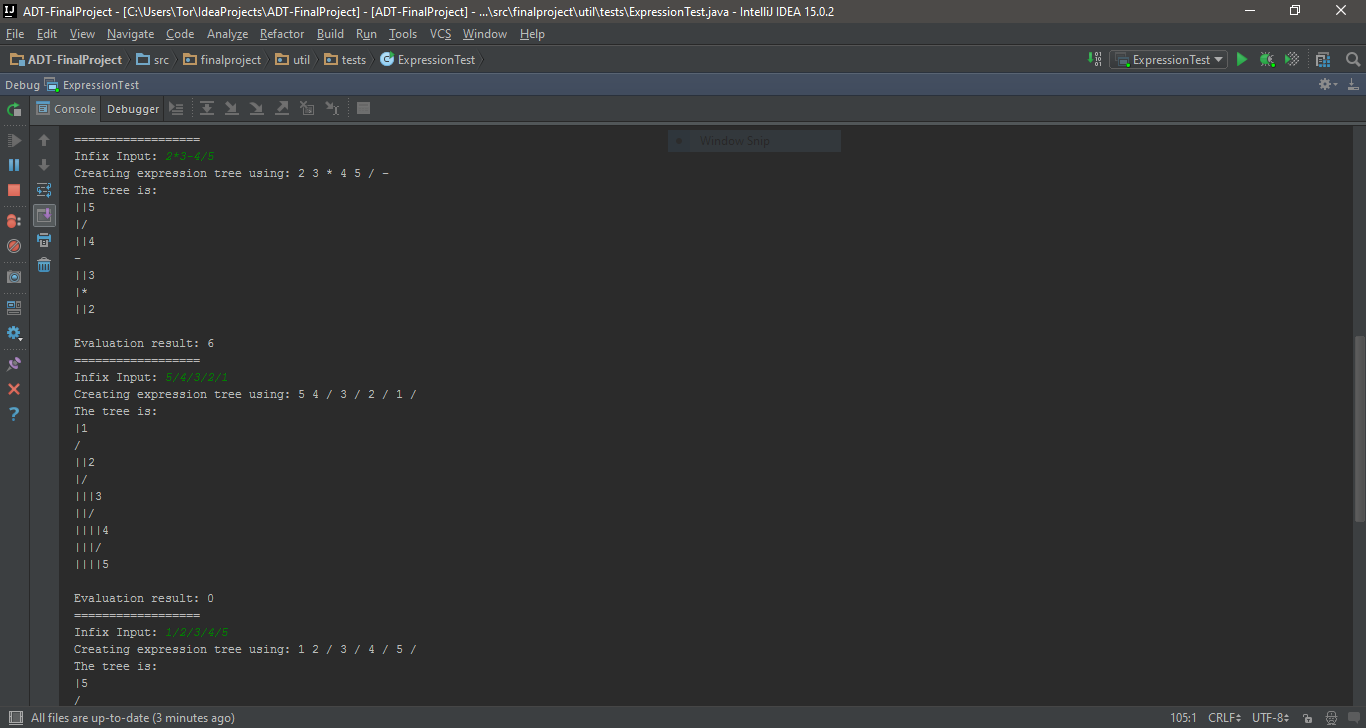 ADT-FinalProject - [C:\Users\Tor\IdeaProjects\ADT-FinalProject] - [ADT-FinalProject] - ...\src\finalproject\util\tests\ExpressionTest.java - IntelliJ IDEA 15.0.2
File Edit View Navigate Code Analyze Refactor Build Run Tools VCS Window Help
ADT-FinalProject src finalproject util tests ExpressionTest ExpressionTest
Debug ExpressionTest
Console Debugger
==================
Window Snip
Infix Input: 2*3-4/5
Creating expression tree using: 2 3 * 4 5 / -
The tree is:
||5
|/
||4
-
||3
|*
||2
Evaluation result: 6
==================
Infix Input: 5/4/3/2/1
Creating expression tree using: 5 4 / 3 / 2 / 1 /
The tree is:
|1
/
||2
|/
|||3
||/
||||4
|||/
||||5
Evaluation result: 0
==================
Infix Input: 1/2/3/4/5
Creating expression tree using: 1 2 / 3 / 4 / 5 /
The tree is:
|5
/
All files are up-to-date (3 minutes ago) 105:1 CRLF UTF-8